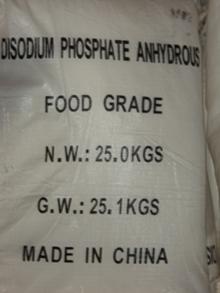 DISODIUM PHOSPHATE ANHYDROUS
FOOD GRADE
N.W.: 25.0KGS
G.W.: 25.1KGS
MADE IN CHINA